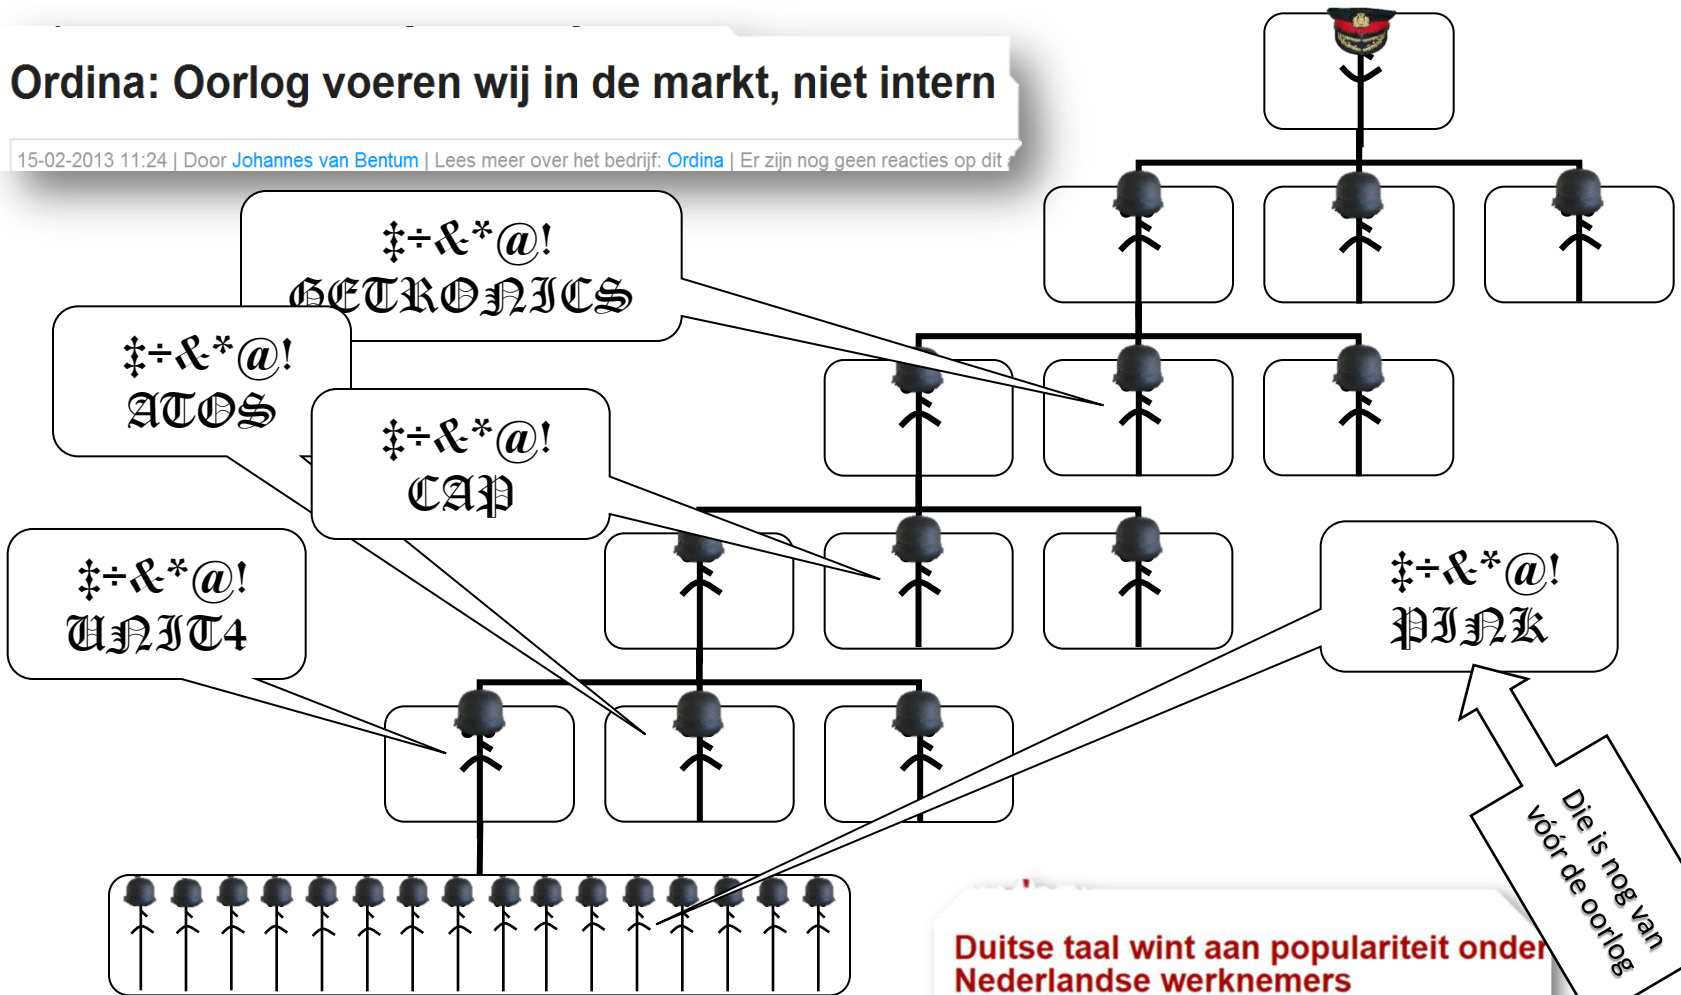 Ordina: Oorlog voeren wij in de markt, niet intern
15-02-2013 11:24 | Door Johannes van Bentum | Lees meer over het bedrijf: Ordina | Er zijn nog geen reacties op dit
‡÷&*@!
GETRONICS
‡÷&*@!
ATOS
‡÷&*@!
CAP
‡÷&*@!
UNIT4
‡÷&*@!
PINK
Die is nog van
vóór de oorlog
Duitse taal wint aan populariteit onder
Nederlandse werknemers